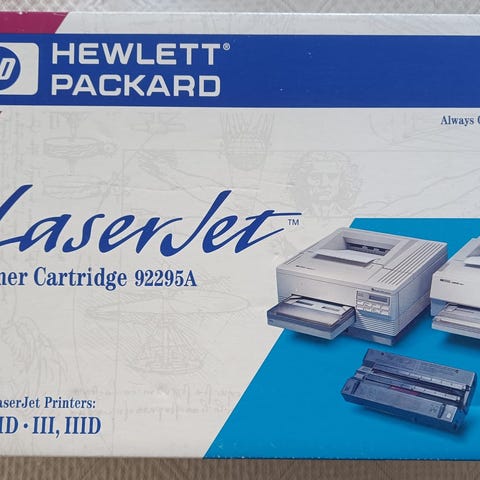 HEWLETT®
PACKARD
Always
LaserJet™
ner Cartridge 92295A
aserJet Printers:
ID · III, IIID